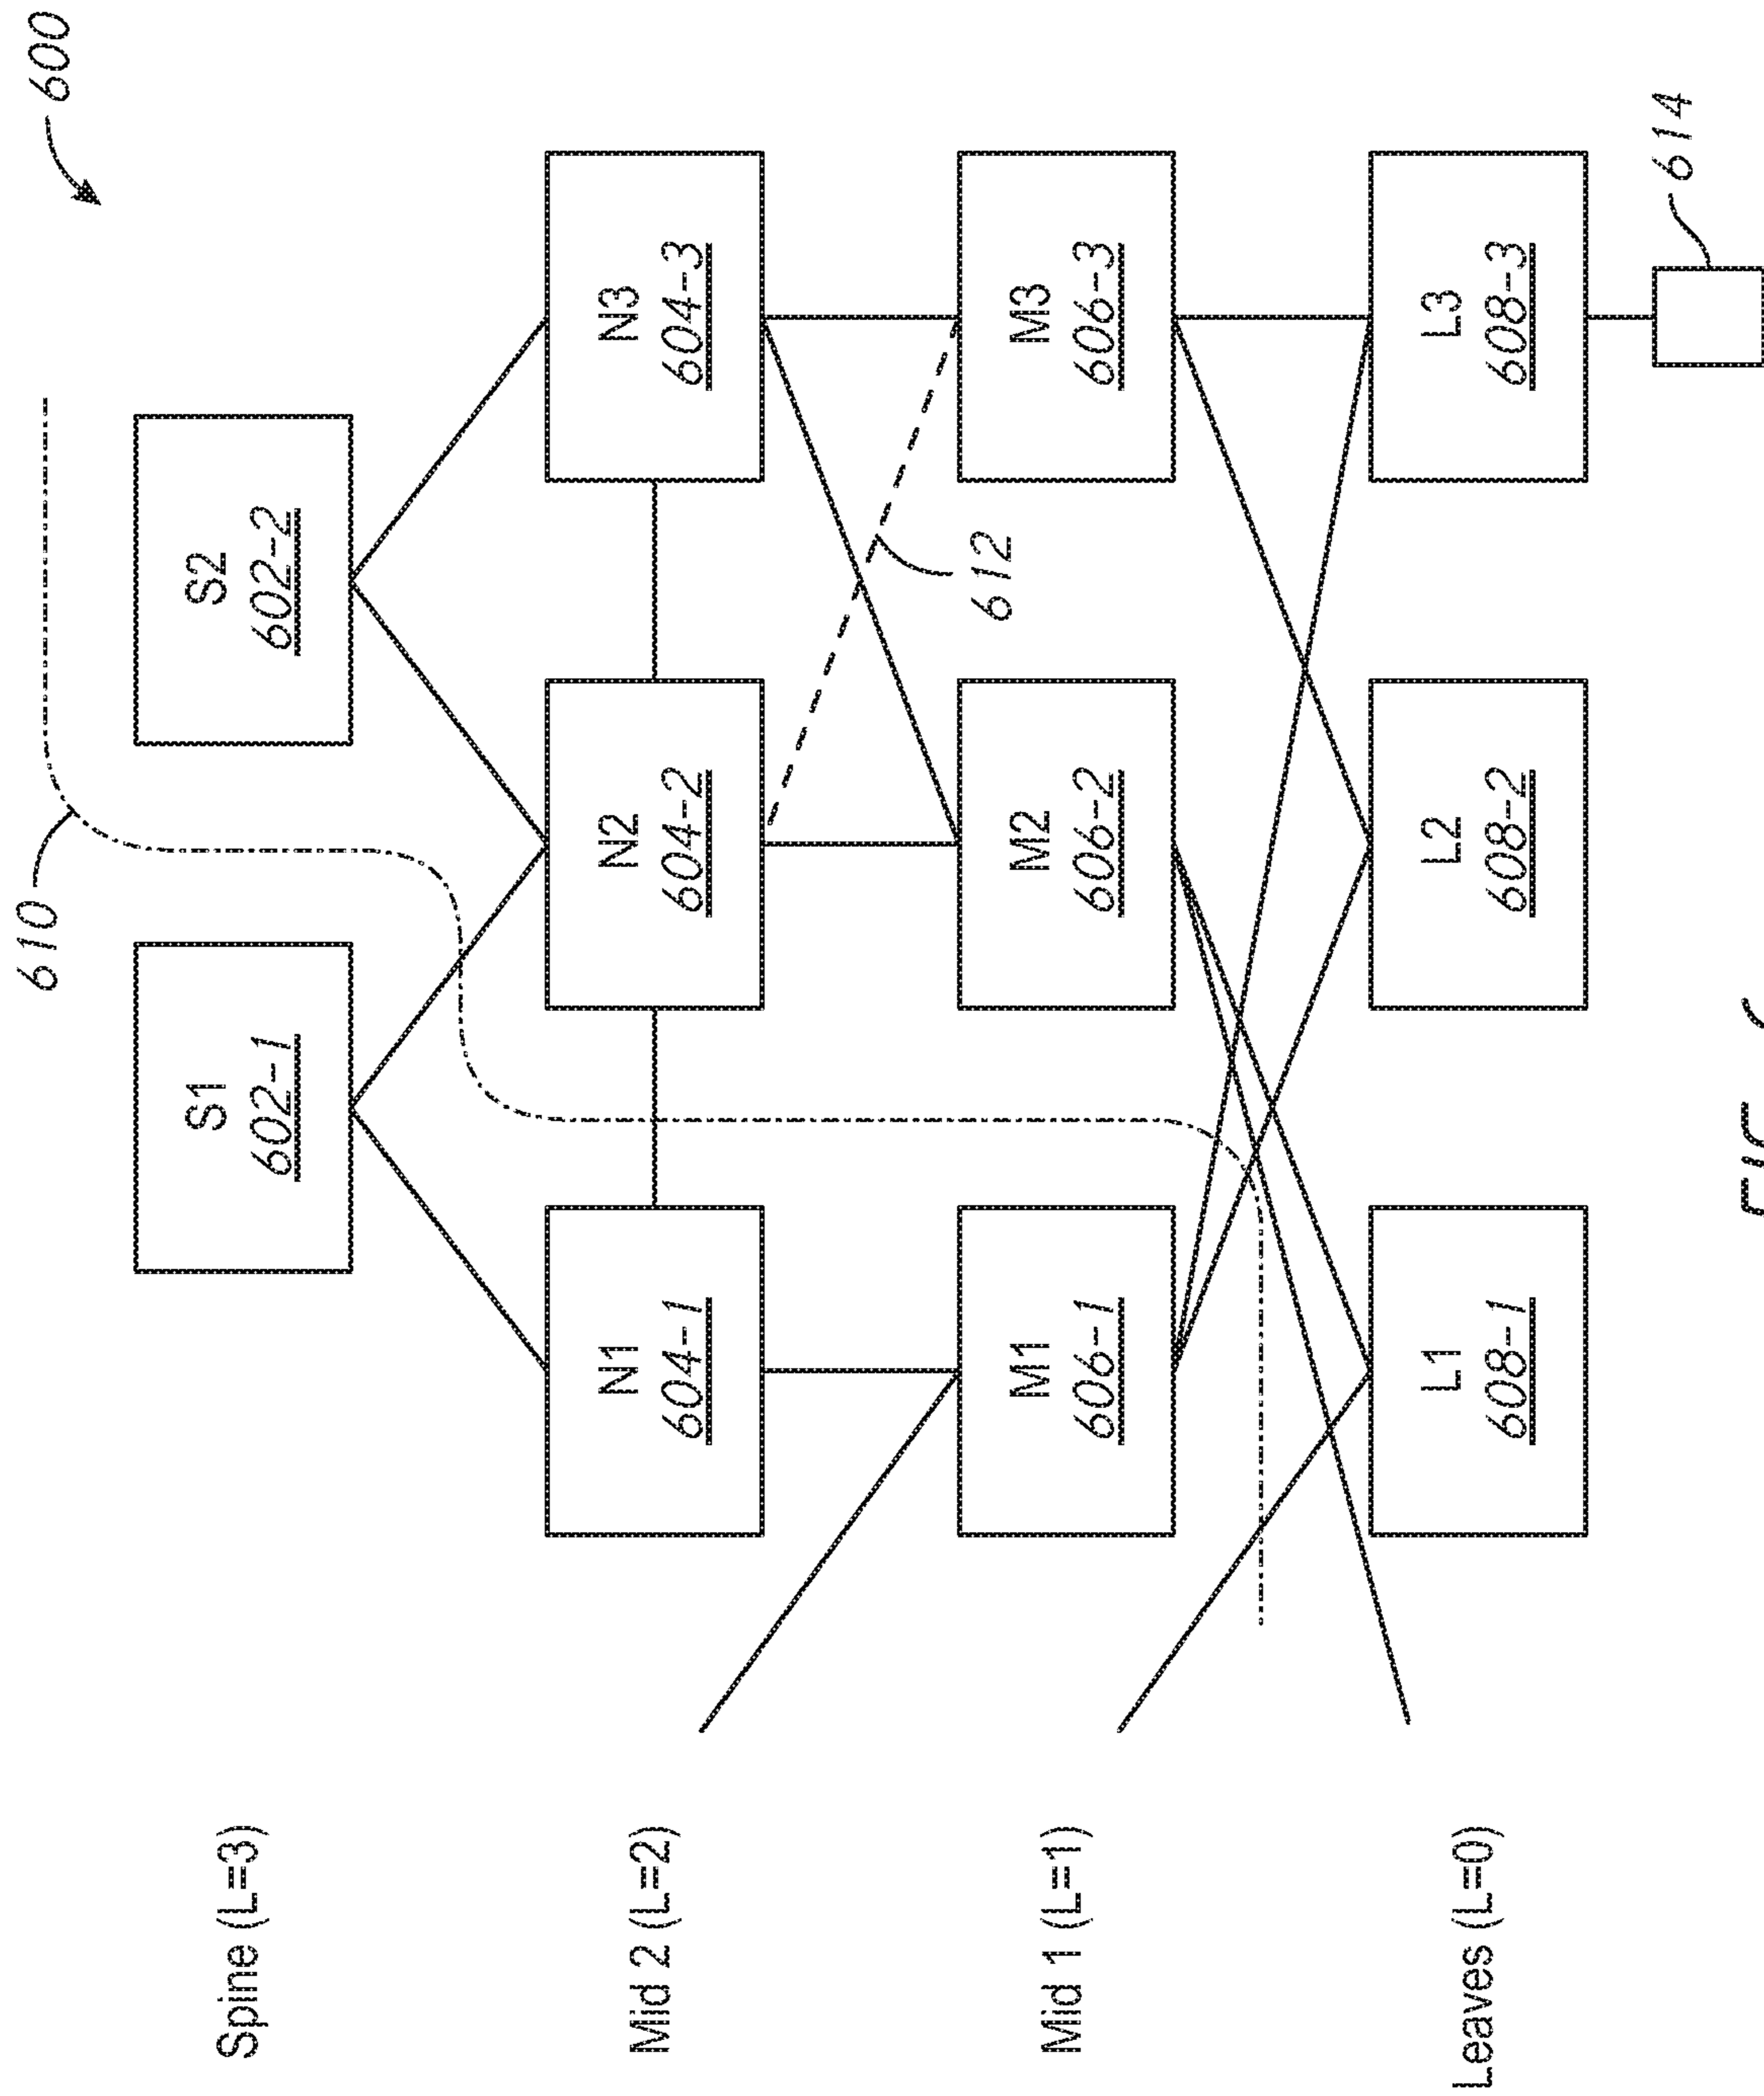 600
610
Spine (L=3)
S1
602-1
S2
602-2
Mid 2 (L=2)
N1
604-1
N2
604-2
N3
604-3
612
Mid 1 (L=1)
M1
606-1
M2
606-2
M3
606-3
Leaves (L=0)
L1
608-1
L2
608-2
L3
608-3
614